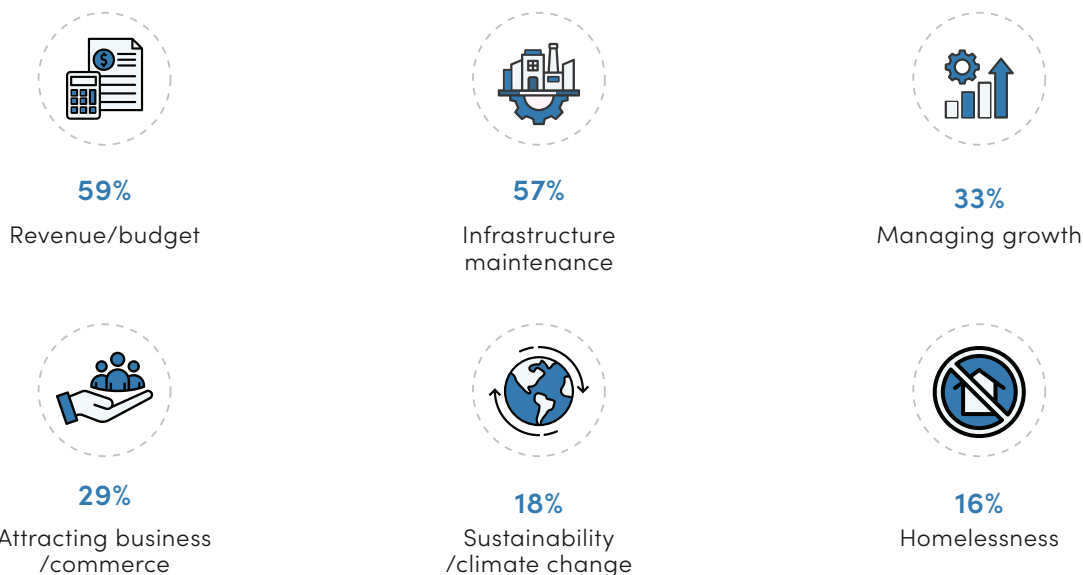 59%
Revenue/budget
57%
Infrastructure
maintenance
33%
Managing growth
29%
Attracting business
/commerce
18%
Sustainability
/climate change
16%
Homelessness